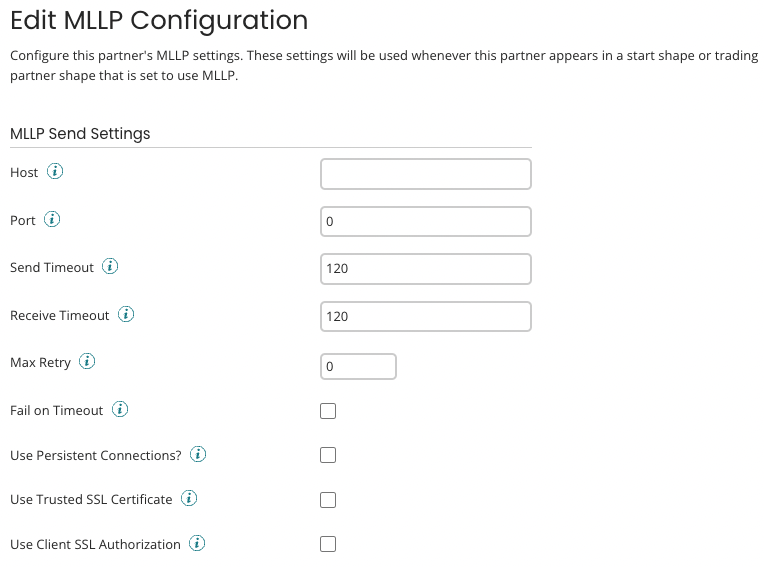 Edit MLLP Configuration
Configure this partner's MLLP settings. These settings will be used whenever this partner appears in a start shape or trading
partner shape that is set to use MLLP.
MLLP Send Settings
Host i
Port i 0
Send Timeout i 120
Receive Timeout i 120
Max Retry i 0
Fail on Timeout i
Use Persistent Connections? i
Use Trusted SSL Certificate i
Use Client SSL Authorization i